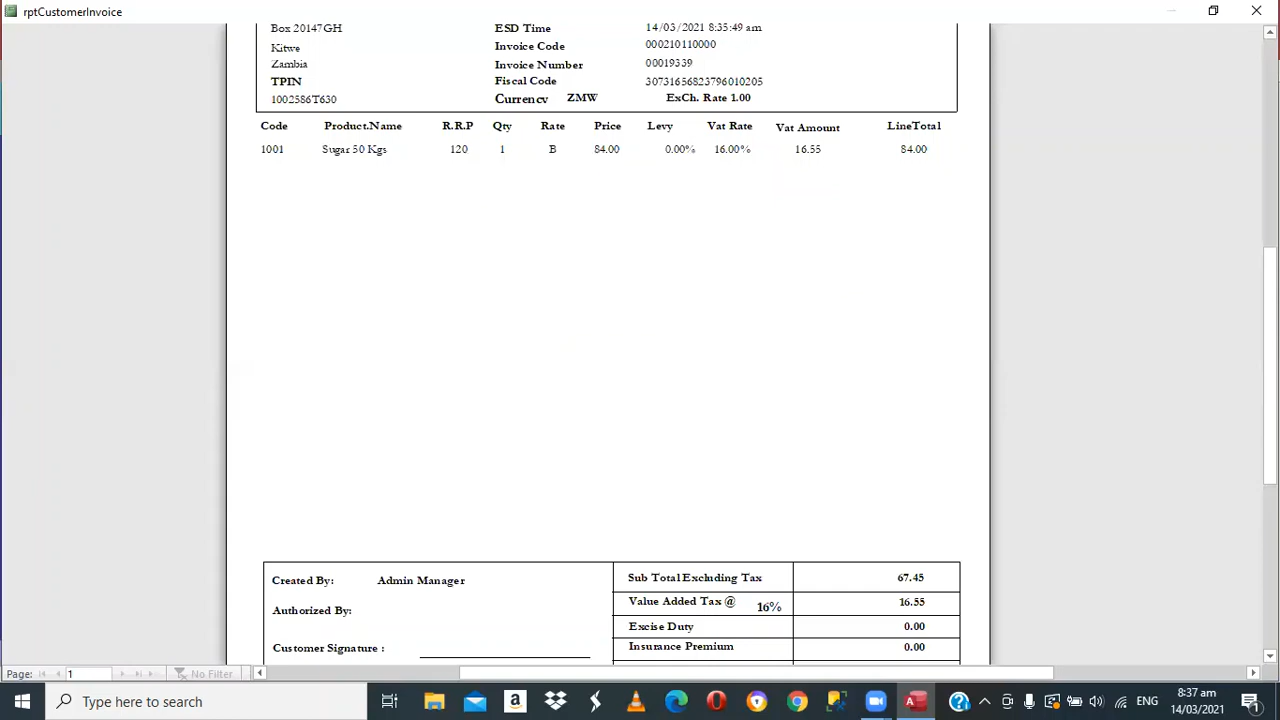 rptCustomerInvoice
Box 20147GH
ESD Time
14/03/2021 8:35:49 am
Kitwe
Invoice Code
000210110000
Zambia
Invoice Number
00019339
TPIN
Fiscal Code
30731656823796010205
1002586T630
Currency ZMW
ExCh. Rate 1.00
Code Product.Name R.R.P Qty Rate Price Levy Vat Rate Vat Amount LineTotal
1001 Sugar 50 Kgs 120 1 B 84.00 0.00% 16.00% 16.55 84.00
Created By: Admin Manager
Sub Total Excluding Tax 67.45
Authorized By:
Value Added Tax @ 16% 16.55
Excise Duty 0.00
Customer Signature :
Insurance Premium 0.00
Page: 1 No Filter
Type here to search
ENG
8:37 am
14/03/2021
1